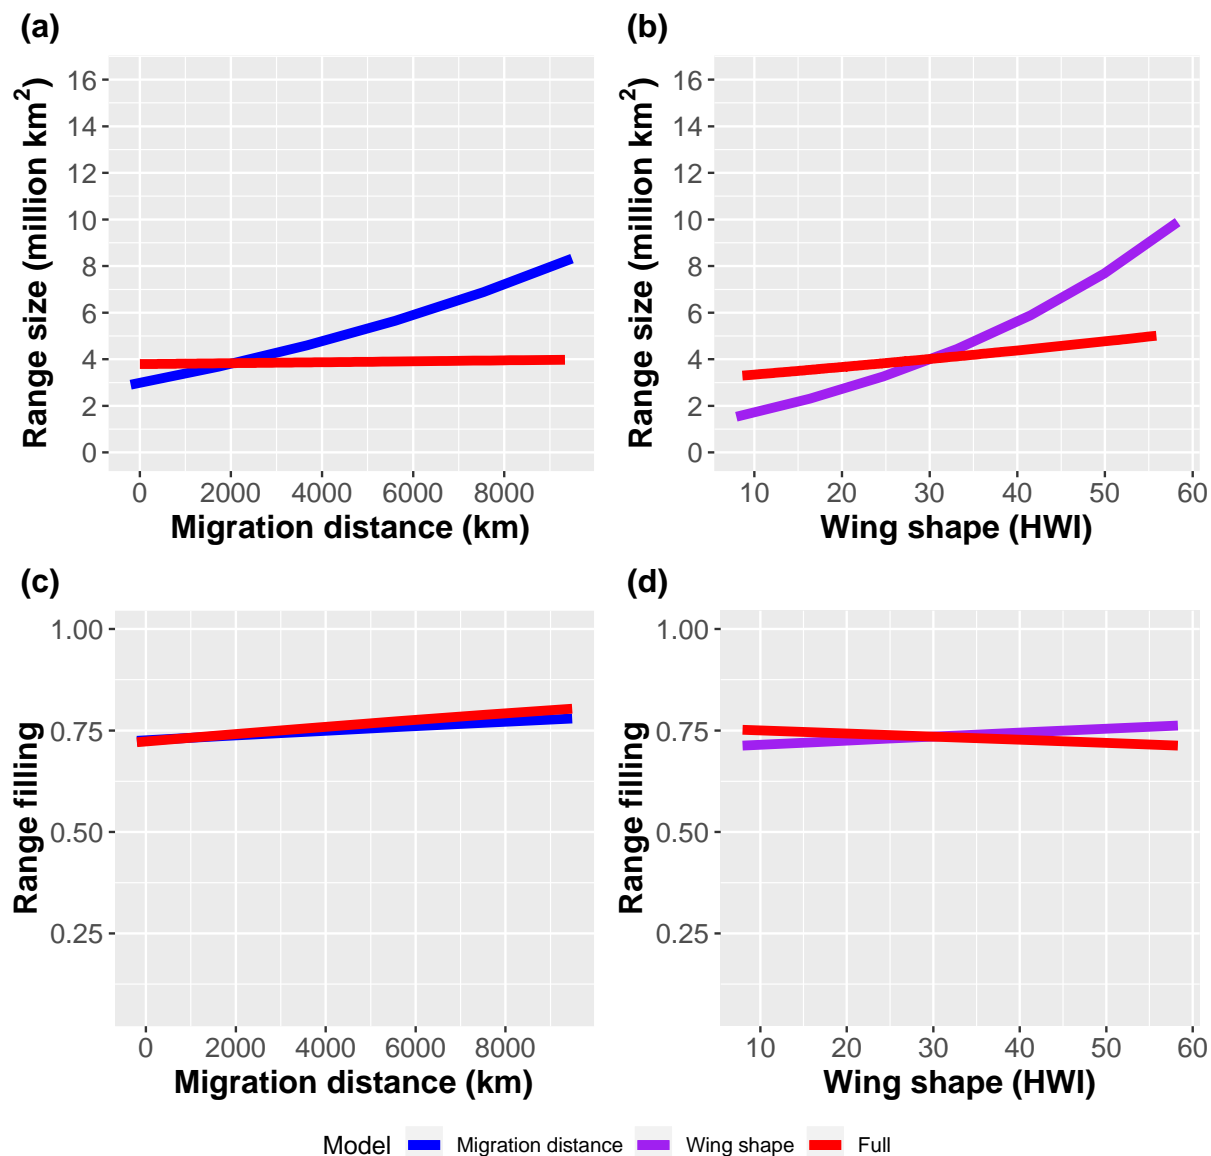 (a)
Range size (million km²)
16
14
12
10
8
6
4
2
0
0 2000 4000 6000 8000
Migration distance (km)
(b)
Range size (million km²)
16
14
12
10
8
6
4
2
0
10 20 30 40 50 60
Wing shape (HWI)
(c)
Range filling
1.00
0.75
0.50
0.25
0 2000 4000 6000 8000
Migration distance (km)
(d)
Range filling
1.00
0.75
0.50
0.25
10 20 30 40 50 60
Wing shape (HWI)
Model Migration distance Wing shape Full